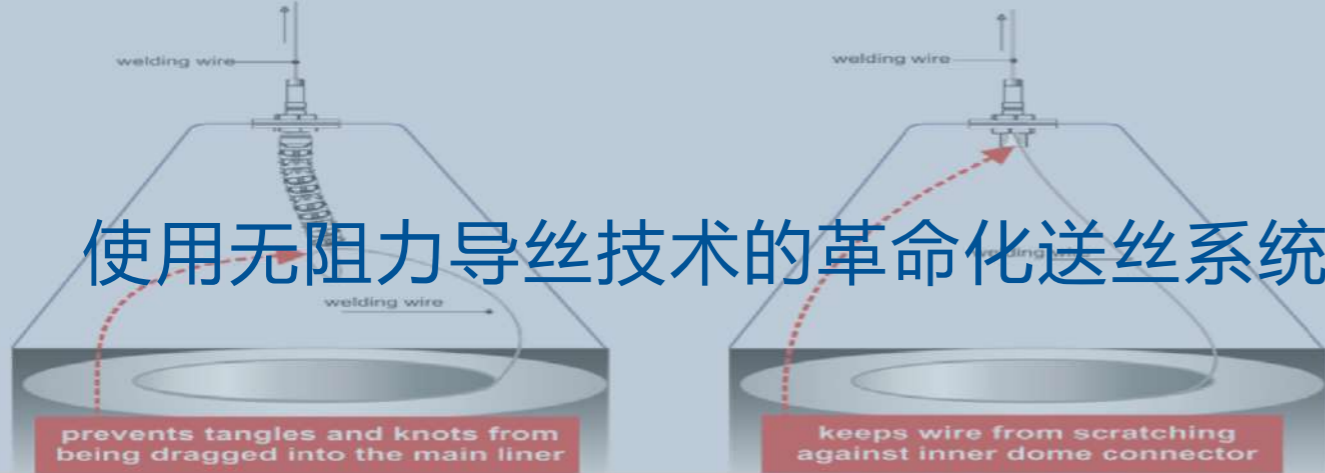 welding wire
welding wire
使用无阻力导丝技术的革命化送丝系统
welding wire
welding wire
prevents tangles and knots from
being dragged into the main liner
keeps wire from scratching
against inner dome connector